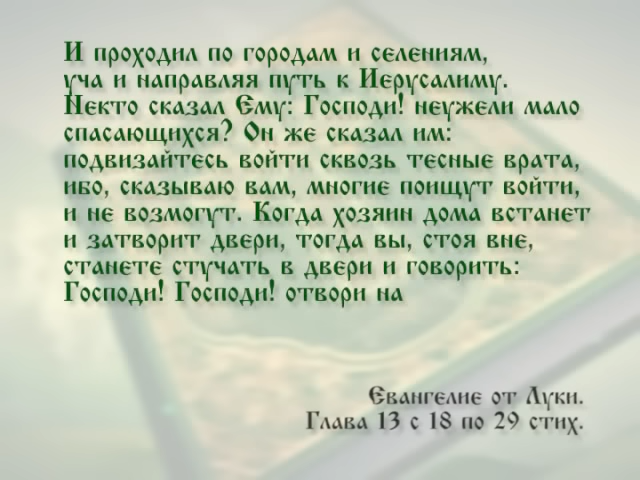 И проходил по городам и селениям,
уча и направляя путь к Иерусалиму.
Некто сказал Ему: Господи! неужели мало
спасающихся? Он же сказал им:
подвизайтесь войти сквозь тесные врата,
ибо, сказываю вам, многие поищут войти,
и не возмогут. Когда хозяин дома встанет
и затворит двери, тогда вы, стоя вне,
станете стучать в двери и говорить:
Господи! Господи! отвори на
Евангелие от Луки.
Глава 13 с 18 по 29 стих.